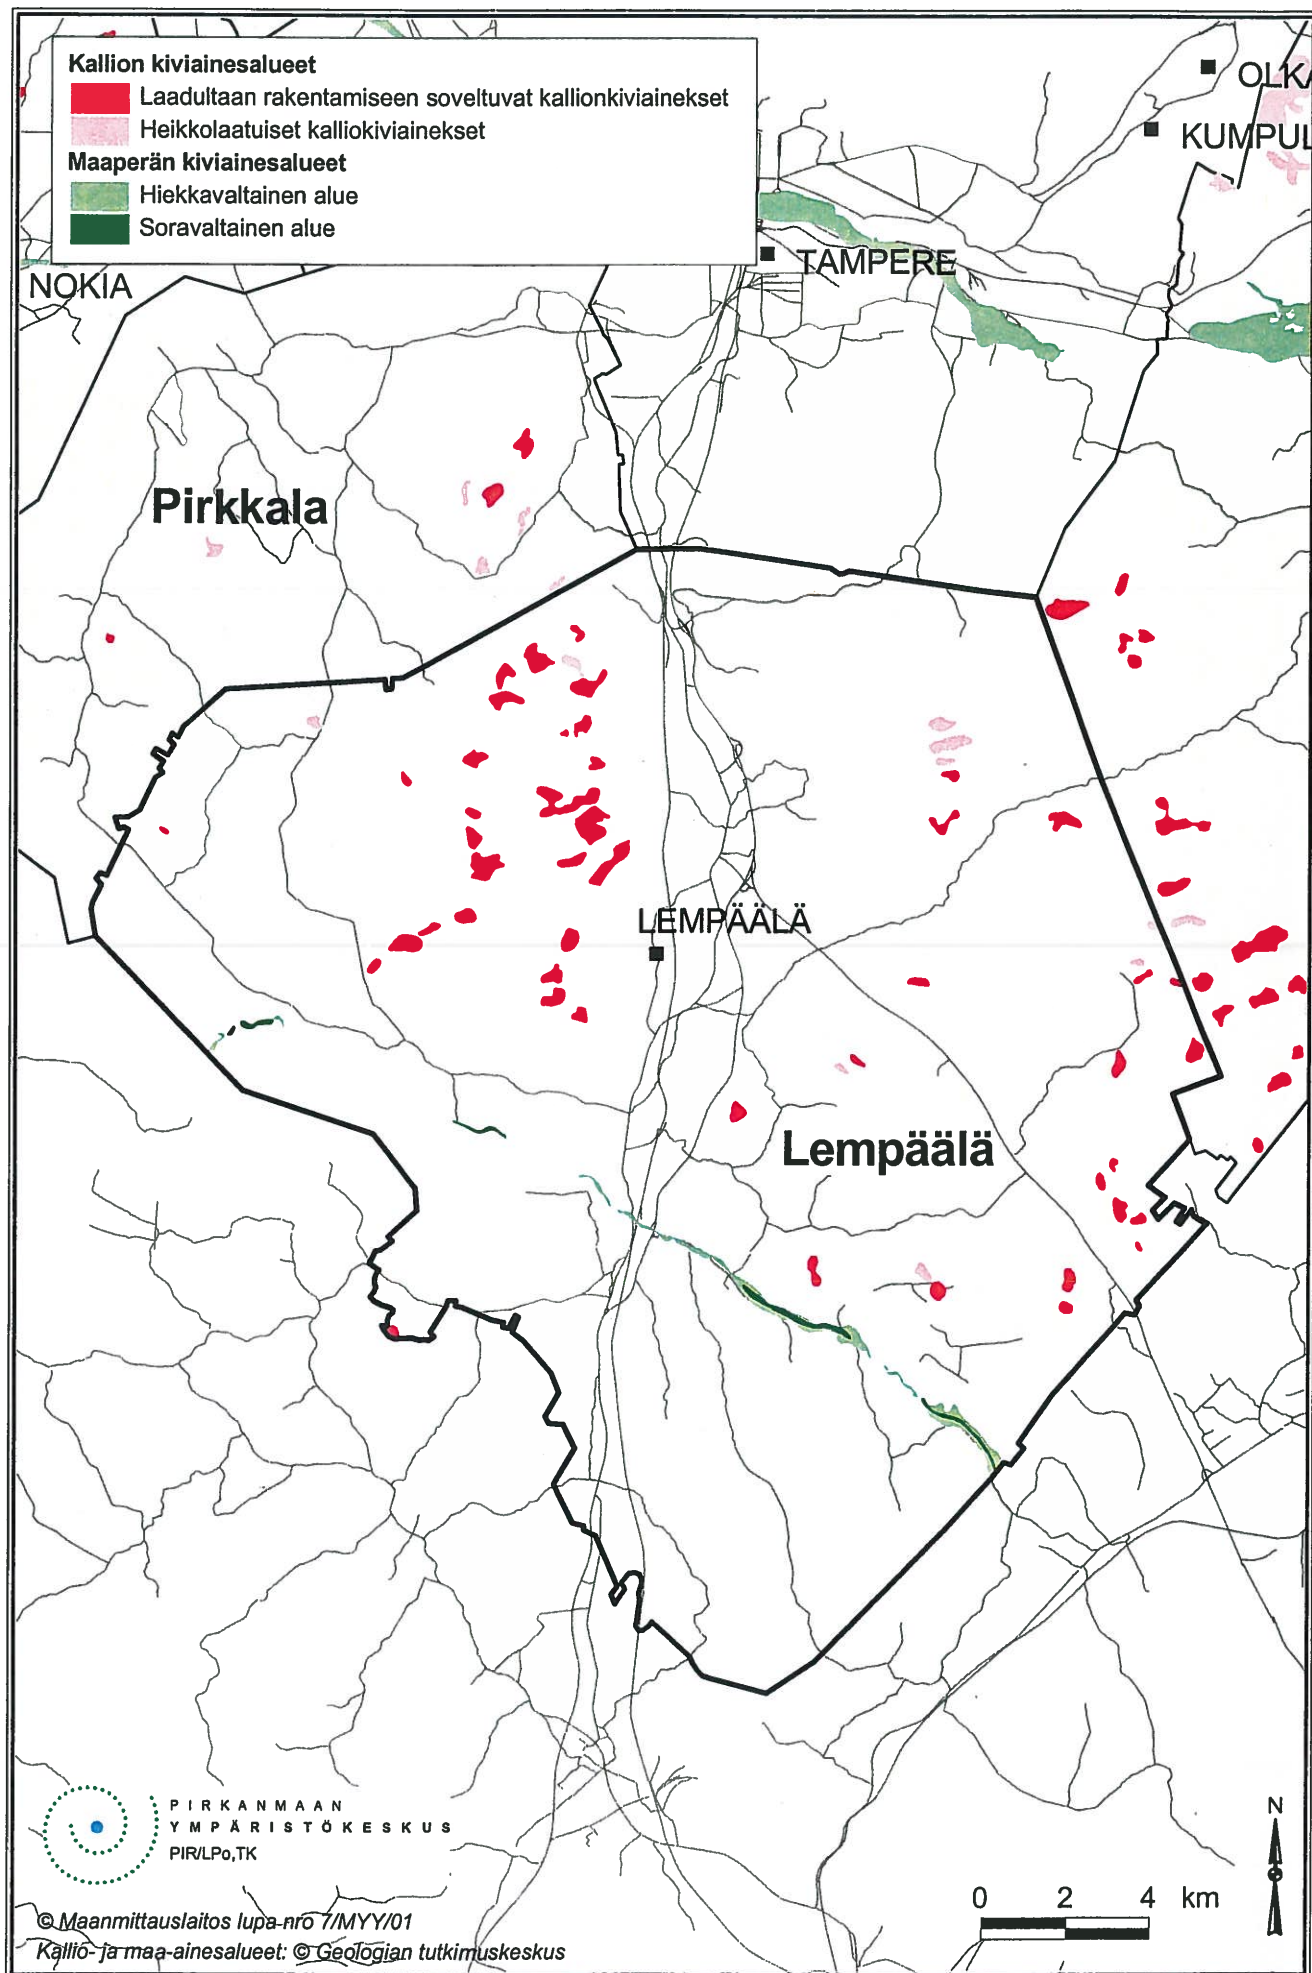 Kallion kiviainesalueet
Laadultaan rakentamiseen soveltuvat kallionkiviainekset
Heikkolaatuiset kalliokiviainekset
Maaperän kiviainesalueet
Hiekkavaltainen alue
Soravaltainen alue
OLKA
KUMPUL
TAMPERE
NOKIA
Pirkkala
LEMPÄÄLÄ
Lempäälä
PIRKANMAAN
YMPÄRISTÖKESKUS
PIR/LPo,TK
N
0 2 4 km
© Maanmittauslaitos lupa-nro 7/MYY/01
Kallio- ja maa-ainesalueet: © Geologian tutkimuskeskus